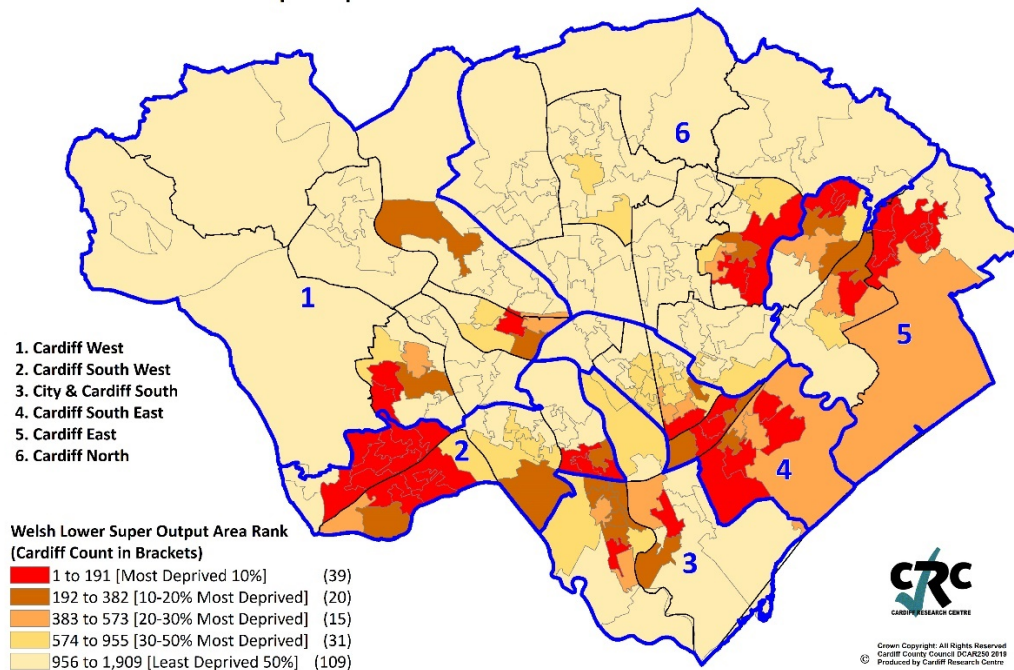 6
1
5
1. Cardiff West
2. Cardiff South West
3. City & Cardiff South
4. Cardiff South East
5. Cardiff East
6. Cardiff North
2
4
3
Welsh Lower Super Output Area Rank
(Cardiff Count in Brackets)
1 to 191 [Most Deprived 10%] (39)
192 to 382 [10-20% Most Deprived] (20)
383 to 573 [20-30% Most Deprived] (15)
574 to 955 [30-50% Most Deprived] (31)
956 to 1,909 [Least Deprived 50%] (109)
CRC
CARDIFF RESEARCH CENTRE
Crown Copyright: All Rights Reserved
Cardiff County Council DCAR250 2019
© Produced by Cardiff Research Centre